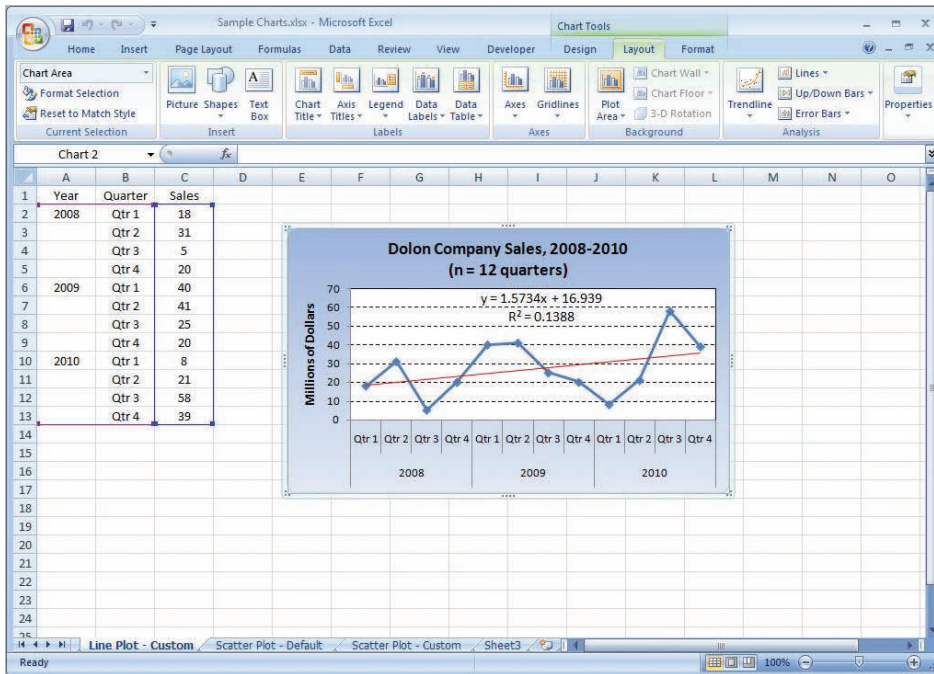 Sample Charts.xlsx - Microsoft Excel
Chart Tools
Home Insert Page Layout Formulas Data Review View Developer Design Layout Format
Chart Area
Format Selection
Reset to Match Style
Current Selection
Picture Shapes Text Box
Insert
Chart Title Axis Titles Legend Data Labels Data Table
Labels
Axes Gridlines
Axes
Plot Area
Chart Wall
Chart Floor
3-D Rotation
Background
Trendline
Lines
Up/Down Bars
Error Bars
Analysis
Properties
Chart 2 fx
A B C D E F G H I J K L M N O
1 Year Quarter Sales
2 2008 Qtr 1 18
3 Qtr 2 31
4 Qtr 3 5
5 Qtr 4 20
6 2009 Qtr 1 40
7 Qtr 2 41
8 Qtr 3 25
9 Qtr 4 20
10 2010 Qtr 1 8
11 Qtr 2 21
12 Qtr 3 58
13 Qtr 4 39
14
15
16
17
18
19
20
21
22
23
24
25
Dolon Company Sales, 2008-2010
(n = 12 quarters)
y = 1.5734x + 16.939
R² = 0.1388
Millions of Dollars
70
60
50
40
30
20
10
0
Qtr 1 Qtr 2 Qtr 3 Qtr 4 Qtr 1 Qtr 2 Qtr 3 Qtr 4 Qtr 1 Qtr 2 Qtr 3 Qtr 4
2008 2009 2010
Line Plot - Custom Scatter Plot - Default Scatter Plot - Custom Sheet3
Ready 100%